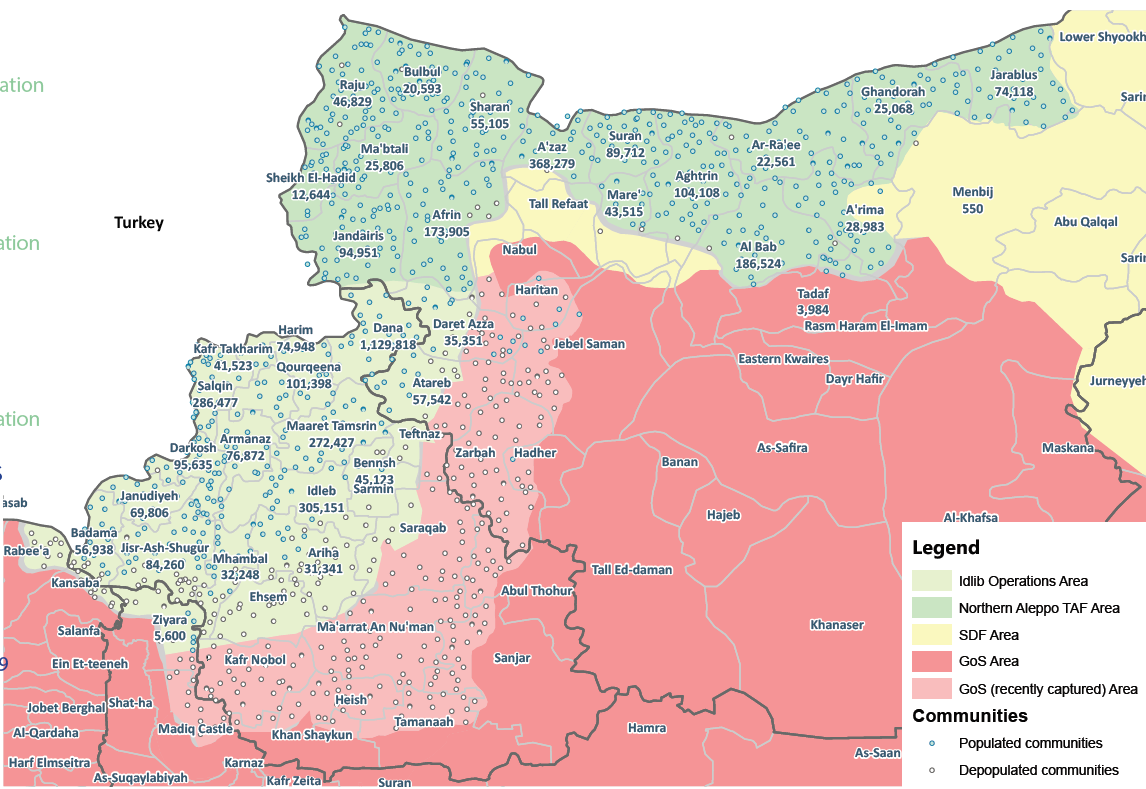 Lower Shyookh
ation
Bulbul
20,593
Jarablus
74,118
Raju
46,829
Ghandorah
25,068
Sarin
Sharan
55,105
Suran
89,712
A'zaz
368,279
Ar-Ra'ee
22,561
Ma'btali
25,806
Sheikh El-Hadid
12,644
Aghtrin
104,108
Mare'
43,515
Menbij
550
Tall Refaat
Turkey
Afrin
173,905
A'rima
28,983
Abu Qalqal
ation
Jandairis
94,951
Nabul
Al Bab
186,524
Sarin
Haritan
Tadaf
3,984
Harim
74,948
Dana
1,129,818
Daret Azza
35,351
Rasm Haram El-Imam
Kafr Takharim
41,523
Jebel Saman
Qourqeena
101,398
Eastern Kwaires
Salqin
286,477
Atareb
57,542
Dayr Hafir
Jurneyyeh
ation
Maaret Tamsrin
272,427
Teftnaz
Armanaz
76,872
Darkosh
95,635
Zarbah
Hadher
As-Safira
Maskana
Bennsh
45,123
Banan
S
Sarmin
Idleb
305,151
Janudiyeh
69,806
asab
Hajeb
Al-Khafsa
Saraqab
Badama
56,938
Rabee'a
Jisr-Ash-Shugur
84,260
Mhambal
32,248
Ariha
31,341
Legend
Tall Ed-daman
Idlib Operations Area
Kansaba
Ehsem
Abul Thohur
Northern Aleppo TAF Area
Ziyara
5,600
Salanfa
Ma'arrat An Nu'man
Khanaser
SDF Area
9
Ein Et-teeneh
Kafr Nobol
Sanjar
GoS Area
GoS (recently captured) Area
Jobet Berghal
Shat-ha
Heish
Communities
Al-Qardaha
Madiq Castle
Khan Shaykun
Tamanaah
Hamra
Populated communities
As-Saan
Harf Elmseitra
Karnaz
Depopulated communities
As-Suqaylabiyah
Kafr Zeita
Suran